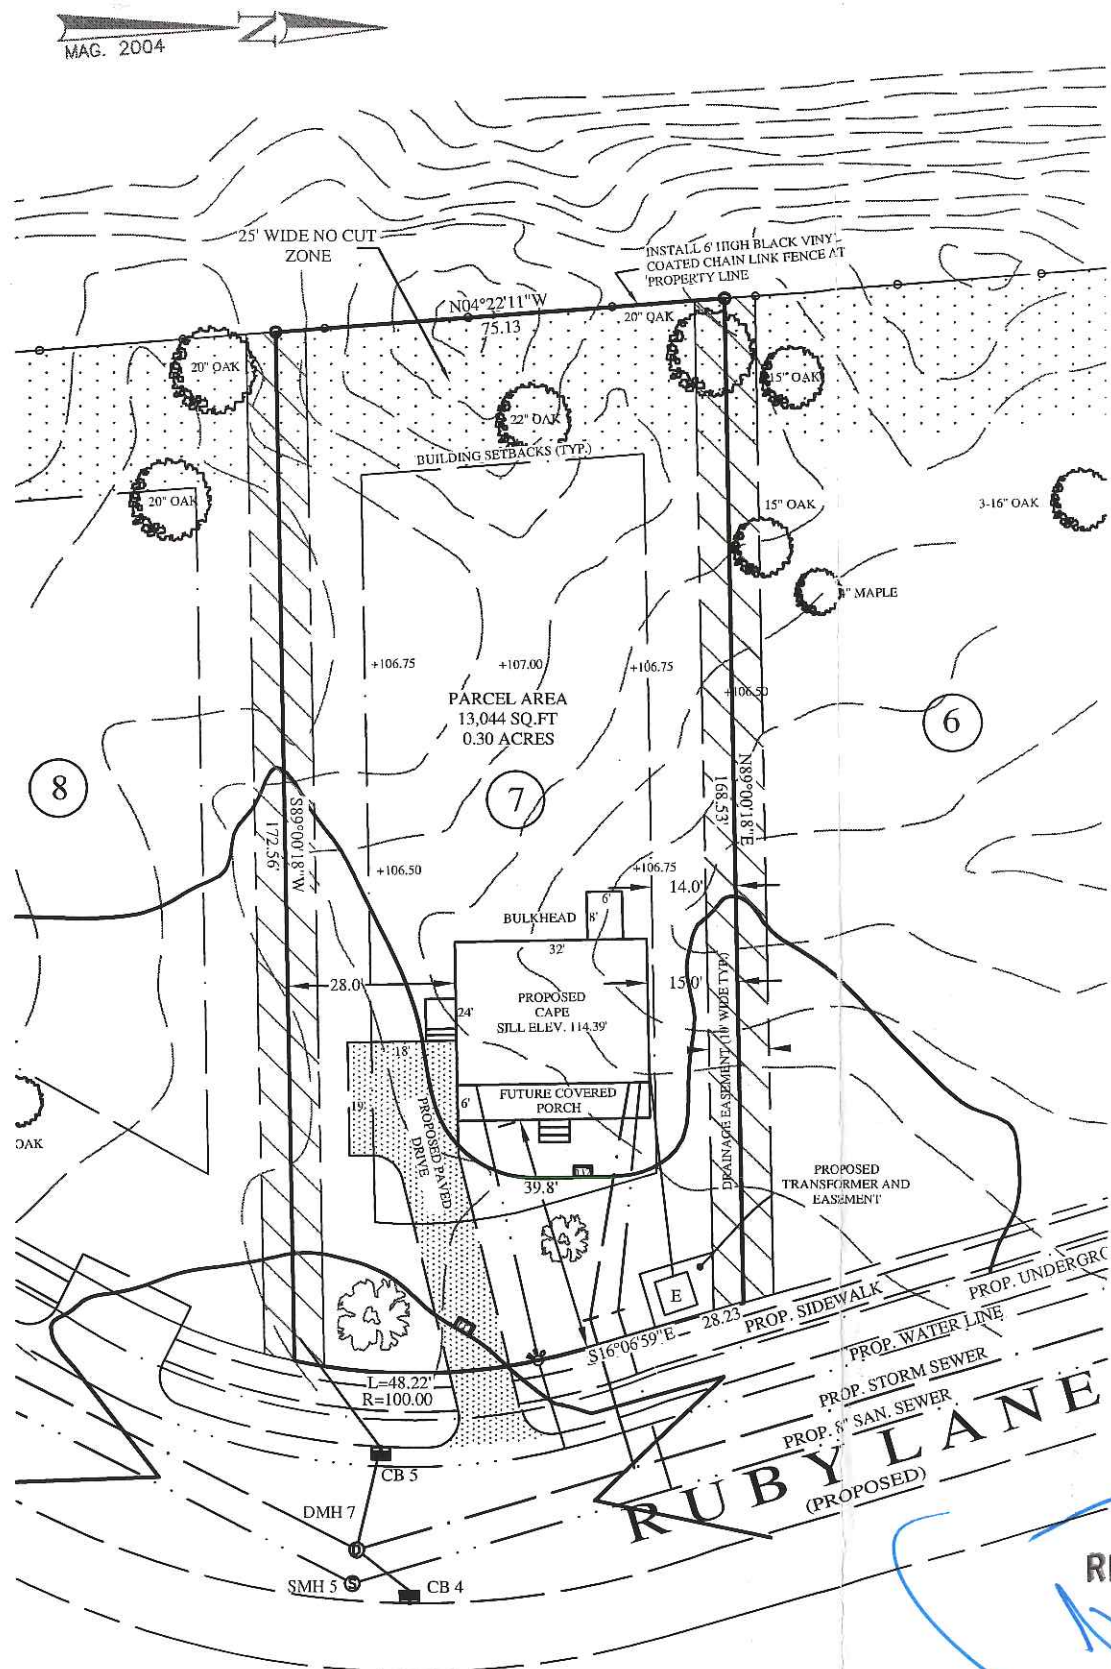 N
MAG. 2004
25' WIDE NO CUT
ZONE
INSTALL 6' HIGH BLACK VINY
COATED CHAIN LINK FENCE AT
PROPERTY LINE
N04°22'11"W
75.13
20" OAK
20" OAK
15" OAK
22" OAK
BUILDING SETBACKS (TYP.)
20" OAK
15" OAK
3-16" OAK
MAPLE
+106.75
+107.00
+106.75
+106.50
PARCEL AREA
13,044 SQ.FT
0.30 ACRES
6
8
7
N89°00'18"E
168.53'
S89°00'18"W
172.56'
+106.50
+106.75
14.0'
6'
8'
BULKHEAD
32'
28.0'
15.0'
PROPOSED
CAPE
SILL ELEV. 114.39'
24'
DRAINAGE EASEMENT (10' WIDE TYP.)
18'
19'
6'
FUTURE COVERED
PORCH
PROPOSED PAVED
DRIVE
OAK
39.8'
PROPOSED
TRANSFORMER AND
EASEMENT
E
S16°06'59"E
28.23
PROP. SIDEWALK
PROP. UNDERGRO
PROP. WATER LINE
PROP. STORM SEWER
PROP. 8" SAN. SEWER
L=48.22'
R=100.00
RUBY LANE
(PROPOSED)
CB 5
DMH 7
D
SMH 5
S
CB 4